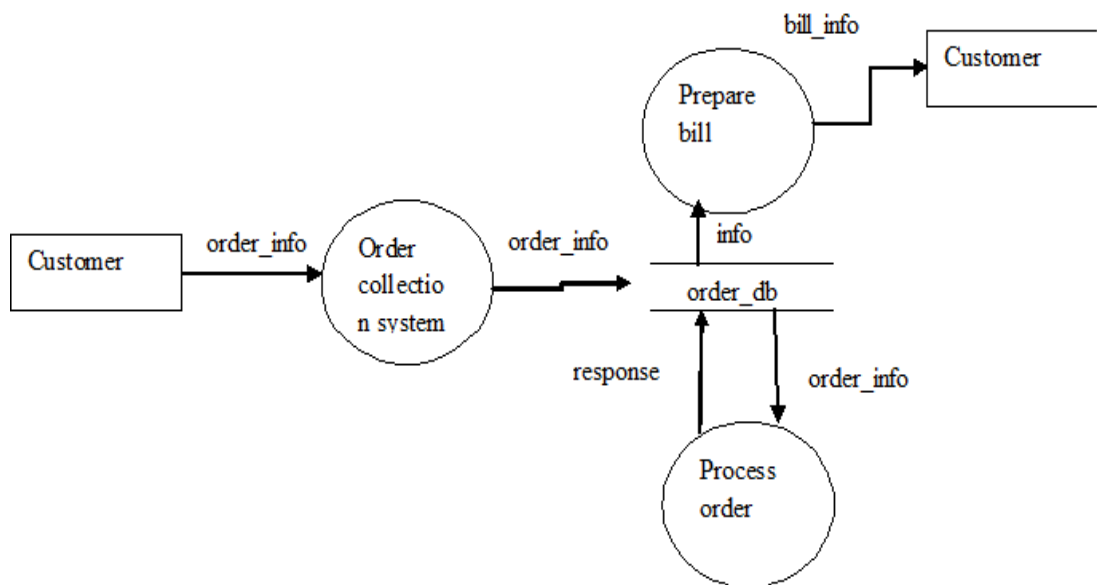 bill_info
Customer
Prepare
bill
order_info
order_info
info
Customer
Order
collectio
n system
order_db
response
order_info
Process
order